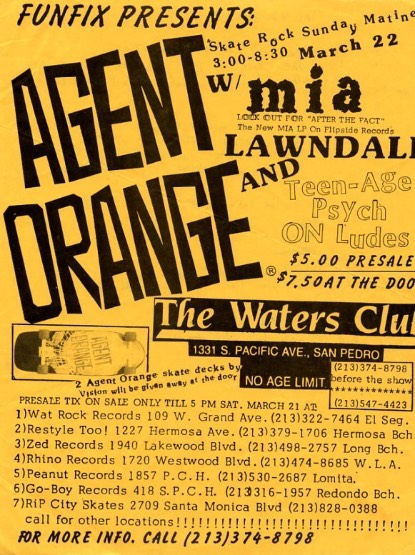 FUNFIX PRESENTS:
Skate Rock Sunday Matine
3:00-8:30 March 22
W/ mia
LOOK OUT FOR "AFTER THE FACT"
The New MIA LP On Flipside Records
AGENT
ORANGE®
LAWNDALE
AND
Teen-Age
Psych
ON Ludes
$5.00 PRESALE
$7.50 AT THE DOO
The Waters Clu
1331 S. PACIFIC AVE., SAN PEDRO
NO AGE LIMIT
(213)374-8798
before the show
*************
(213)547-4423
AGENT
ORANGE
2 Agent Orange skate decks by
Vision will be given away at the door
PRESALE TIX ON SALE ONLY TILL 5 PM SAT. MARCH 21 AT
1)Wat Rock Records 109 W. Grand Ave. (213)322-7464 El Seg.
2)Restyle Too! 1227 Hermosa Ave. (213)379-1706 Hermosa Bch
3)Zed Records 1940 Lakewood Blvd. (213)498-2757 Long Bch.
4)Rhino Records 1720 Westwood Blvd. (213)474-8685 W.L.A.
5)Peanut Records 1857 P.C.H. (213)530-2687 Lomita.
6)Go-Boy Records 418 S.P.C.H. (213)316-1957 Redondo Bch.
7)RiP City Skates 2709 Santa Monica Blvd (213)828-0388
call for other locations!!!!!!!!!!!!!!!!!!!!!!!!!!!!!!!!
FOR MORE INFO. CALL (213)374-8798